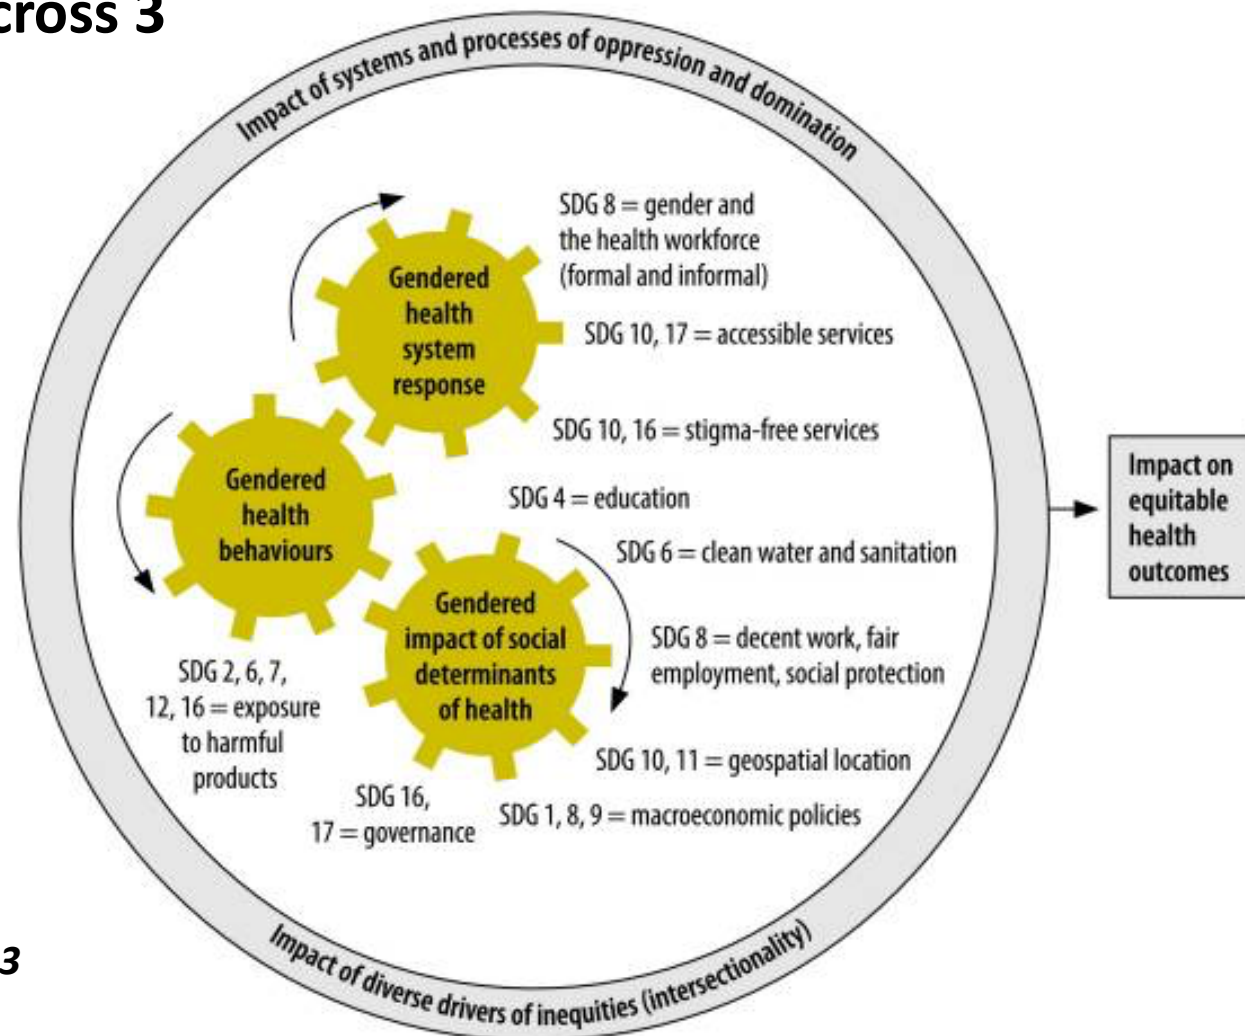 cross 3
Impact of systems and processes of oppression and domination
SDG 8 = gender and
the health workforce
(formal and informal)
Gendered
health
system
response
SDG 10, 17 = accessible services
SDG 10, 16 = stigma-free services
Gendered
health
behaviours
SDG 4 = education
SDG 6 = clean water and sanitation
Gendered
impact of social
determinants
of health
SDG 8 = decent work, fair
employment, social protection
SDG 2, 6, 7,
12, 16 = exposure
to harmful
products
SDG 10, 11 = geospatial location
SDG 16,
17 = governance
SDG 1, 8, 9 = macroeconomic policies
Impact on
equitable
health
outcomes
3
Impact of diverse drivers of inequities (intersectionality)